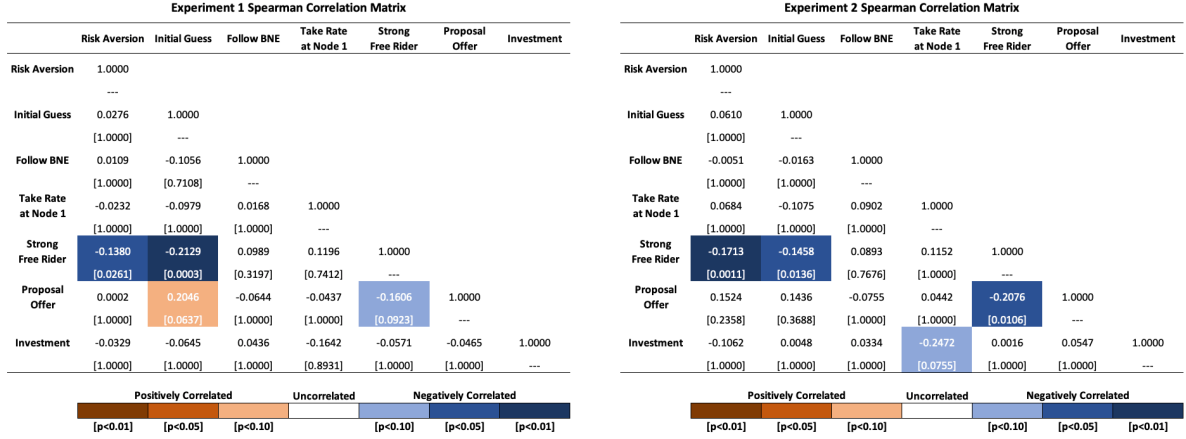 Experiment 1 Spearman Correlation Matrix
Risk Aversion Initial Guess Follow BNE Take Rate at Node 1 Strong Free Rider Proposal Offer Investment
Risk Aversion 1.0000
---
Initial Guess 0.0276 1.0000
[1.0000] ---
Follow BNE 0.0109 -0.1056 1.0000
[1.0000] [0.7108] ---
Take Rate at Node 1 -0.0232 -0.0979 0.0168 1.0000
[1.0000] [1.0000] [1.0000] ---
Strong Free Rider -0.1380 -0.2129 0.0989 0.1196 1.0000
[0.0261] [0.0003] [0.3197] [0.7412] ---
Proposal Offer 0.0002 0.2046 -0.0644 -0.0437 -0.1606 1.0000
[1.0000] [0.0637] [1.0000] [1.0000] [0.0923] ---
Investment -0.0329 -0.0645 0.0436 -0.1642 -0.0571 -0.0465 1.0000
[1.0000] [1.0000] [1.0000] [0.8931] [1.0000] [1.0000] ---
Positively Correlated Uncorrelated Negatively Correlated
[p<0.01] [p<0.05] [p<0.10] [p<0.10] [p<0.05] [p<0.01]
Experiment 2 Spearman Correlation Matrix
Risk Aversion Initial Guess Follow BNE Take Rate at Node 1 Strong Free Rider Proposal Offer Investment
Risk Aversion 1.0000
---
Initial Guess 0.0610 1.0000
[1.0000] ---
Follow BNE -0.0051 -0.0163 1.0000
[1.0000] [1.0000] ---
Take Rate at Node 1 0.0684 -0.1075 0.0902 1.0000
[1.0000] [1.0000] [1.0000] ---
Strong Free Rider -0.1713 -0.1458 0.0893 0.1152 1.0000
[0.0011] [0.0136] [0.7676] [1.0000] ---
Proposal Offer 0.1524 0.1436 -0.0755 0.0442 -0.2076 1.0000
[0.2358] [0.3688] [1.0000] [1.0000] [0.0106] ---
Investment -0.1062 0.0048 0.0334 -0.2472 0.0016 0.0547 1.0000
[1.0000] [1.0000] [1.0000] [0.0755] [1.0000] [1.0000] ---
Positively Correlated Uncorrelated Negatively Correlated
[p<0.01] [p<0.05] [p<0.10] [p<0.10] [p<0.05] [p<0.01]